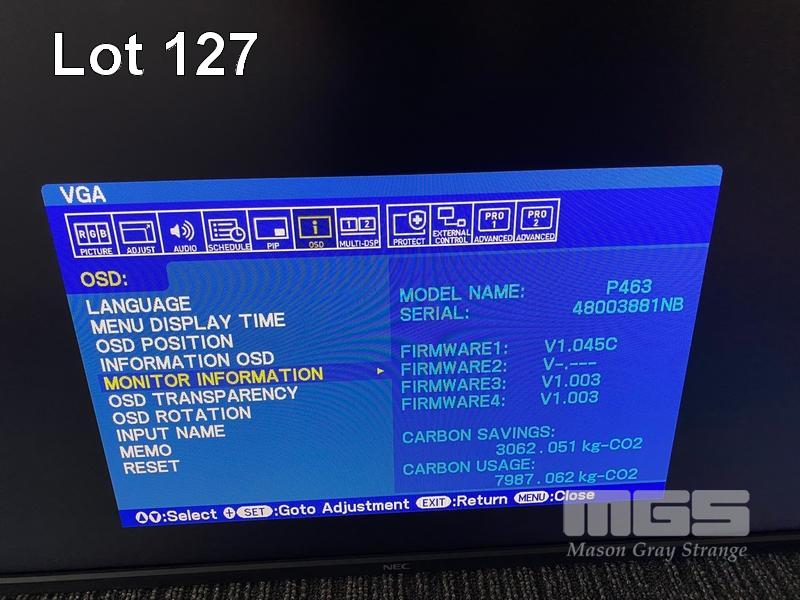 Lot 127
VGA
RGB
1 2
PRO 1
PRO 2
PICTURE ADJUST AUDIO SCHEDULE PIP OSD MULTI-DSP PROTECT EXTERNAL CONTROL ADVANCED ADVANCED
OSD:
LANGUAGE
MENU DISPLAY TIME
OSD POSITION
INFORMATION OSD
MONITOR INFORMATION
OSD TRANSPARENCY
OSD ROTATION
INPUT NAME
MEMO
RESET
MODEL NAME: P463
SERIAL: 48003881NB
FIRMWARE1: V1.045C
FIRMWARE2: V-.---
FIRMWARE3: V1.003
FIRMWARE4: V1.003
CARBON SAVINGS:
3062.051 kg-CO2
CARBON USAGE:
7987.062 kg-CO2
:Select SET :Goto Adjustment EXIT :Return MENU :Close
MGS
Mason Gray Strange
NEC